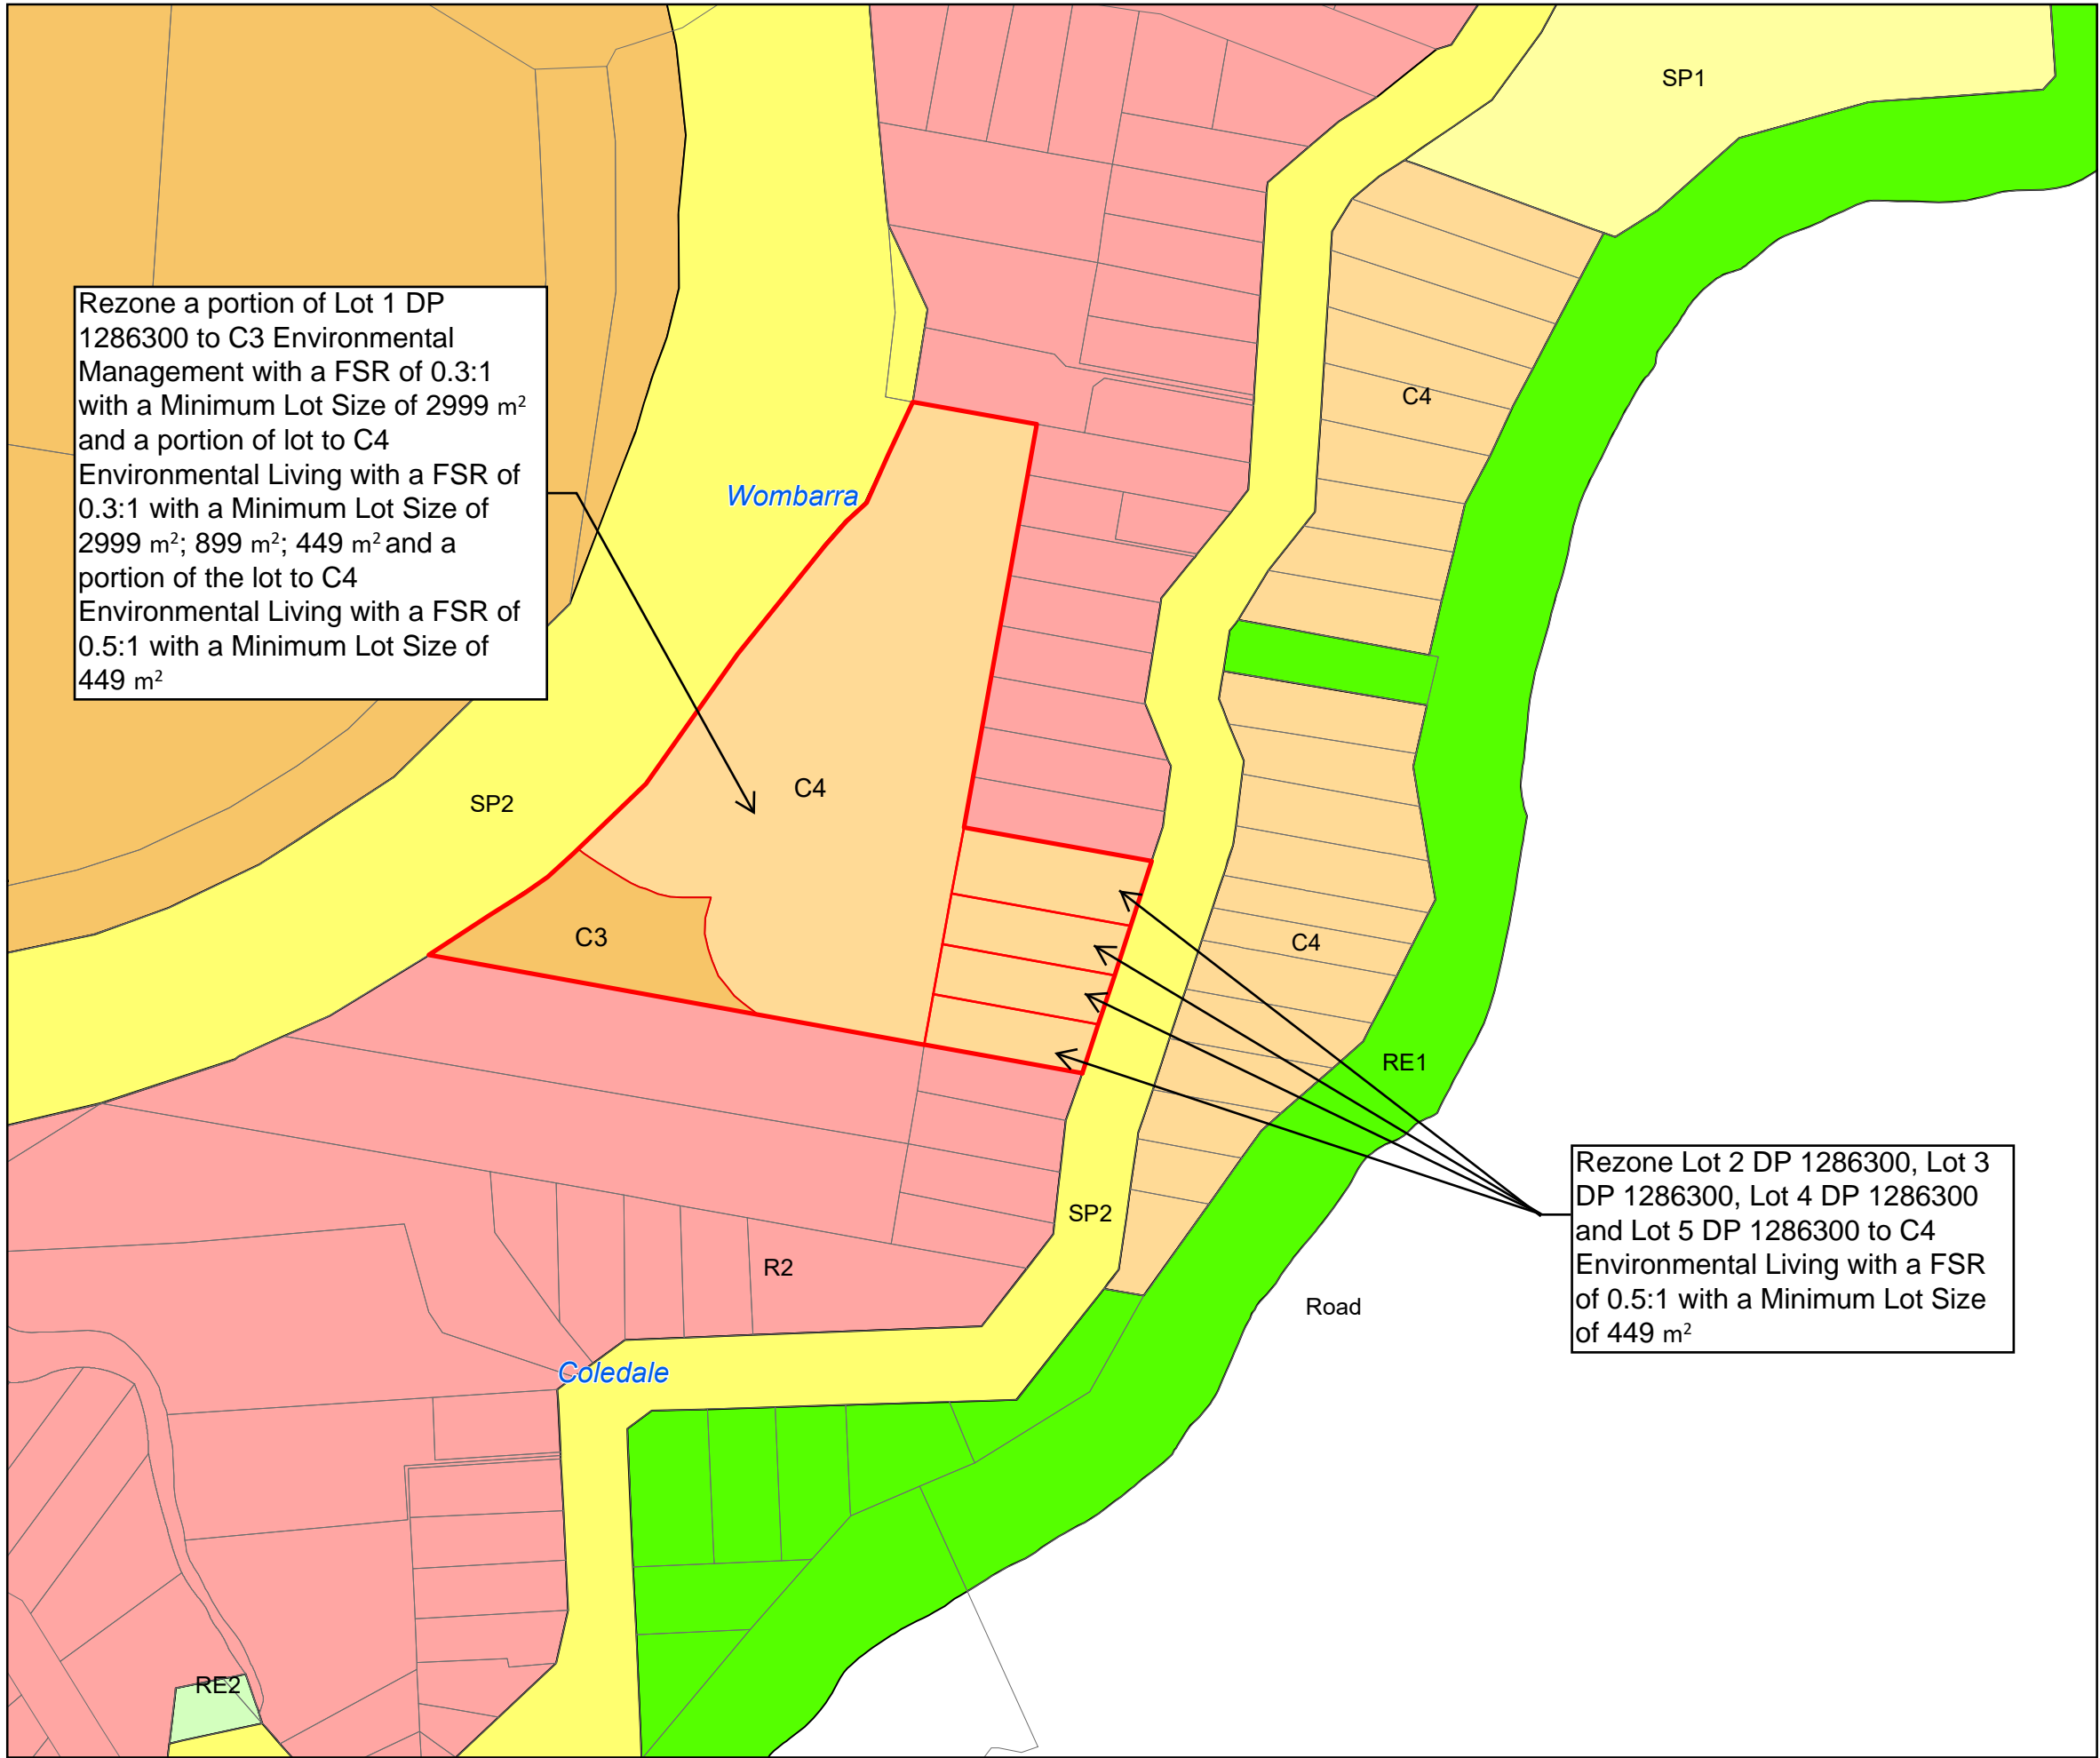 SP1
Rezone a portion of Lot 1 DP
1286300 to C3 Environmental
Management with a FSR of 0.3:1
with a Minimum Lot Size of 2999 m²
and a portion of lot to C4
Environmental Living with a FSR of
0.3:1 with a Minimum Lot Size of
2999 m²; 899 m²; 449 m² and a
portion of the lot to C4
Environmental Living with a FSR of
0.5:1 with a Minimum Lot Size of
449 m²
C4
Wombarra
C4
SP2
C3
C4
RE1
Rezone Lot 2 DP 1286300, Lot 3
DP 1286300, Lot 4 DP 1286300
and Lot 5 DP 1286300 to C4
Environmental Living with a FSR
of 0.5:1 with a Minimum Lot Size
of 449 m²
SP2
R2
Road
Coledale
RE2